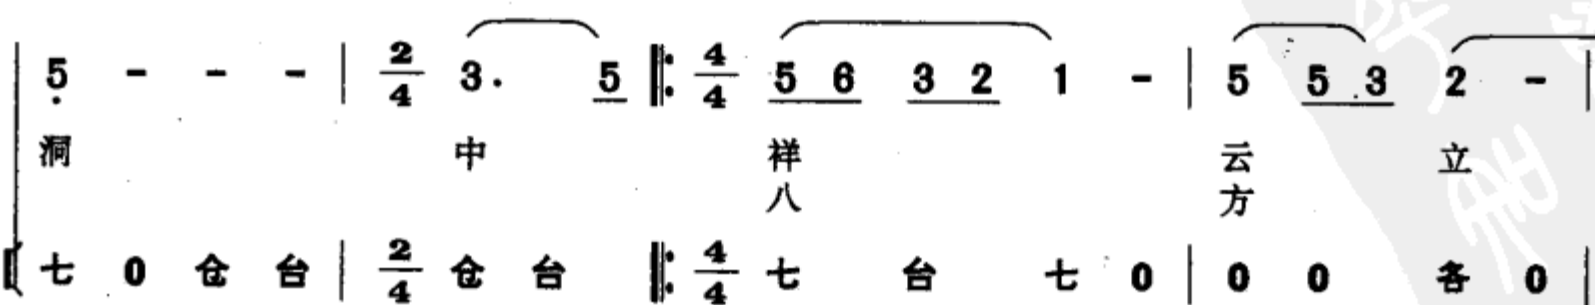 5 - - - | 2/4 3. 5 ‖: 4/4 5 6 3 2 1 - | 5 5 3 2 - |
洞 中 祥 云 立
八 方
七 0 仓 台 | 2/4 仓 台 ‖: 4/4 七 台 七 0 | 0 0 各 0 |